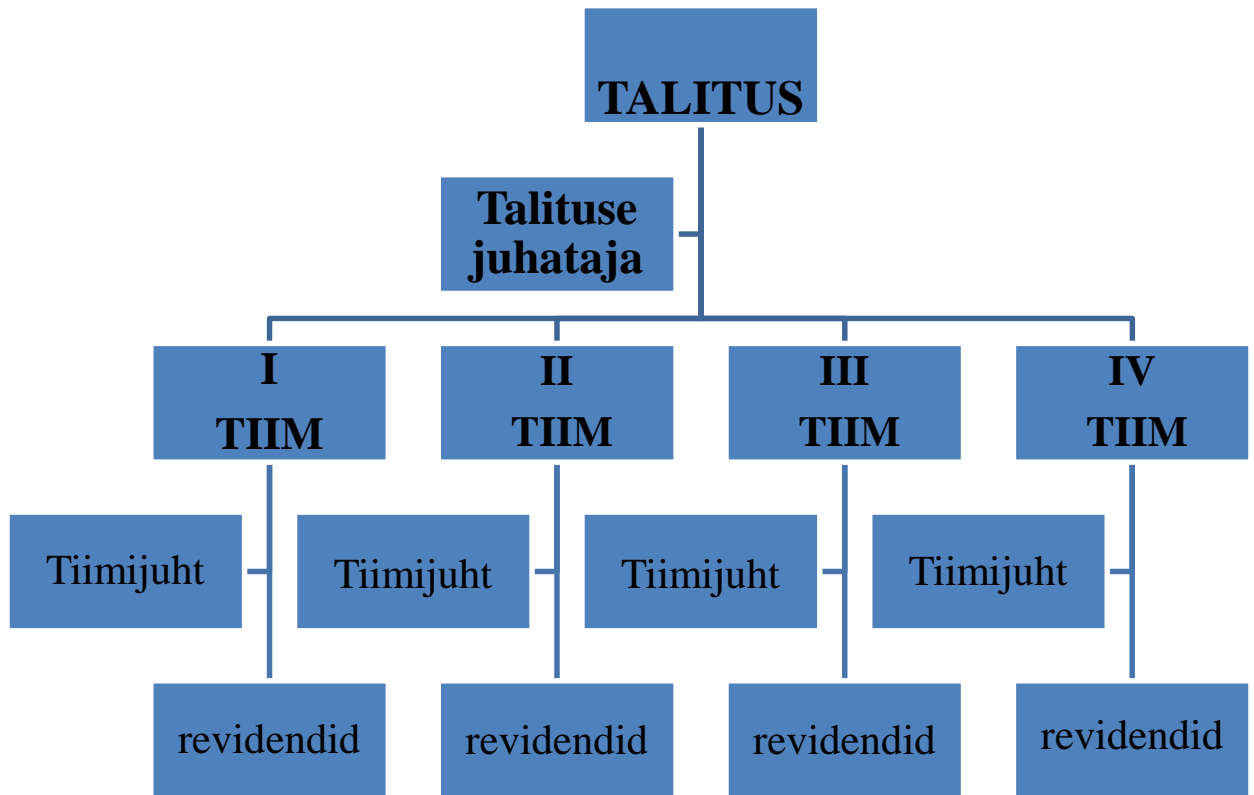 TALITUS
Talituse
juhataja
I
TIIM
II
TIIM
III
TIIM
IV
TIIM
Tiimijuht
Tiimijuht
Tiimijuht
Tiimijuht
revidendid
revidendid
revidendid
revidendid